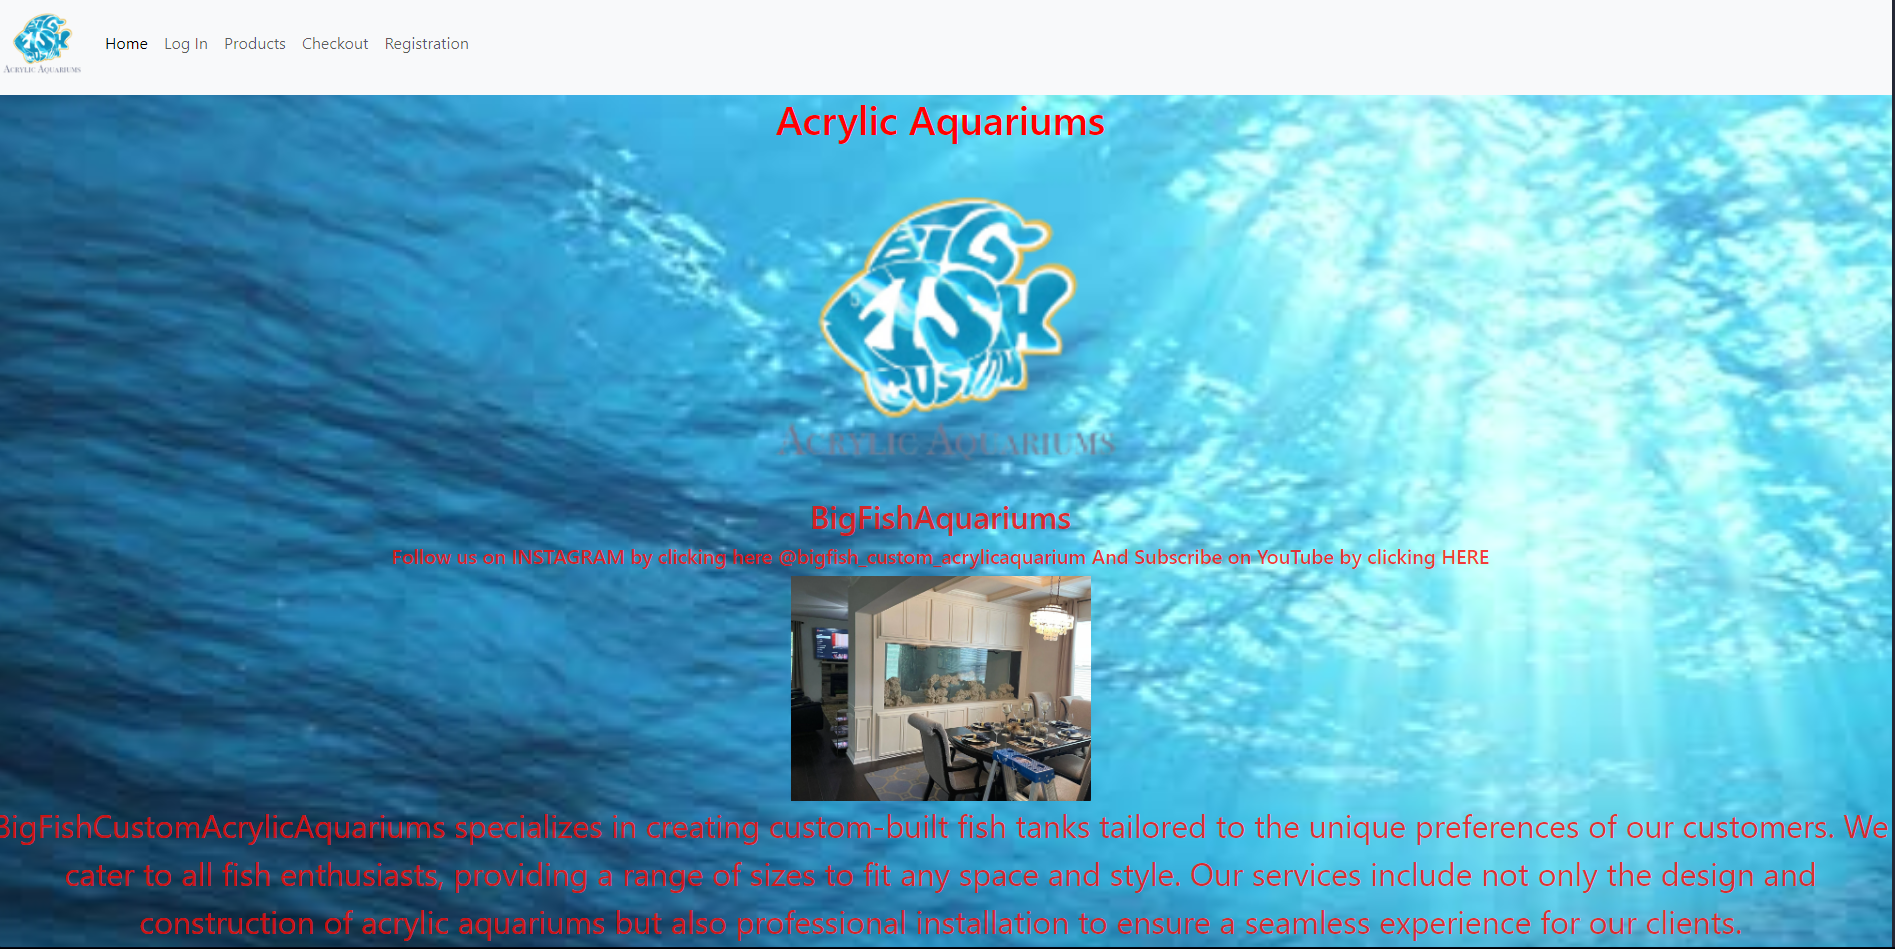 BIG
FISH
CUSTOM
ACRYLIC AQUARIUMS
Home Log In Products Checkout Registration
Acrylic Aquariums
BIG
FISH
CUSTOM
ACRYLIC AQUARIUMS
BigFishAquariums
Follow us on INSTAGRAM by clicking here @bigfish_custom_acrylicaquarium And Subscribe on YouTube by clicking HERE
BigFishCustomAcrylicAquariums specializes in creating custom-built fish tanks tailored to the unique preferences of our customers. We
cater to all fish enthusiasts, providing a range of sizes to fit any space and style. Our services include not only the design and
construction of acrylic aquariums but also professional installation to ensure a seamless experience for our clients.